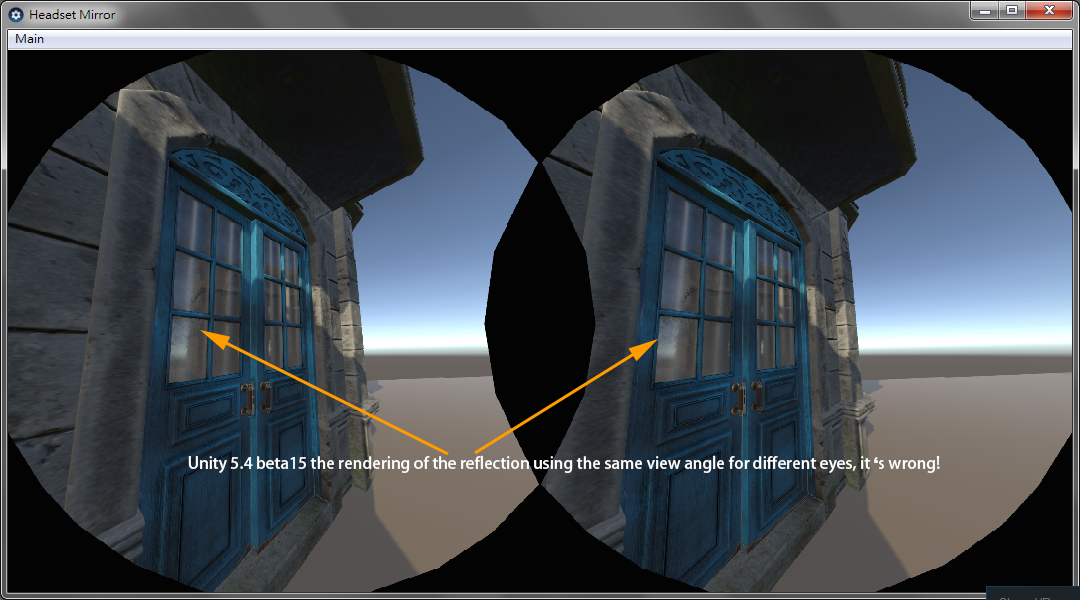 Headset Mirror
Main
Unity 5.4 beta15 the rendering of the reflection using the same view angle for different eyes, it ‘s wrong!